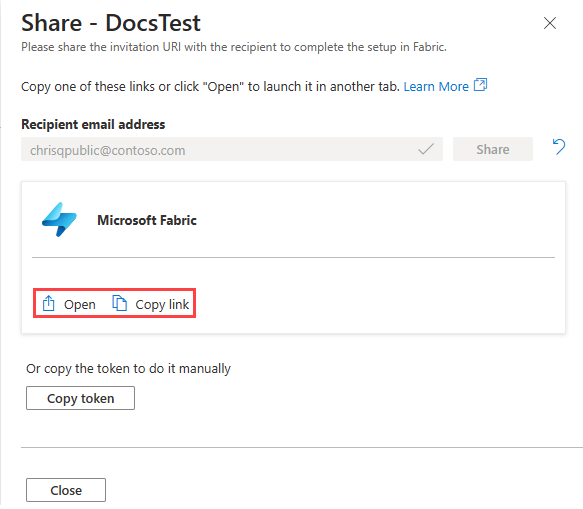 Share - DocsTest
Please share the invitation URI with the recipient to complete the setup in Fabric.
Copy one of these links or click "Open" to launch it in another tab. Learn More
Recipient email address
chrisqpublic@contoso.com
Share
Microsoft Fabric
Open Copy link
Or copy the token to do it manually
Copy token
Close